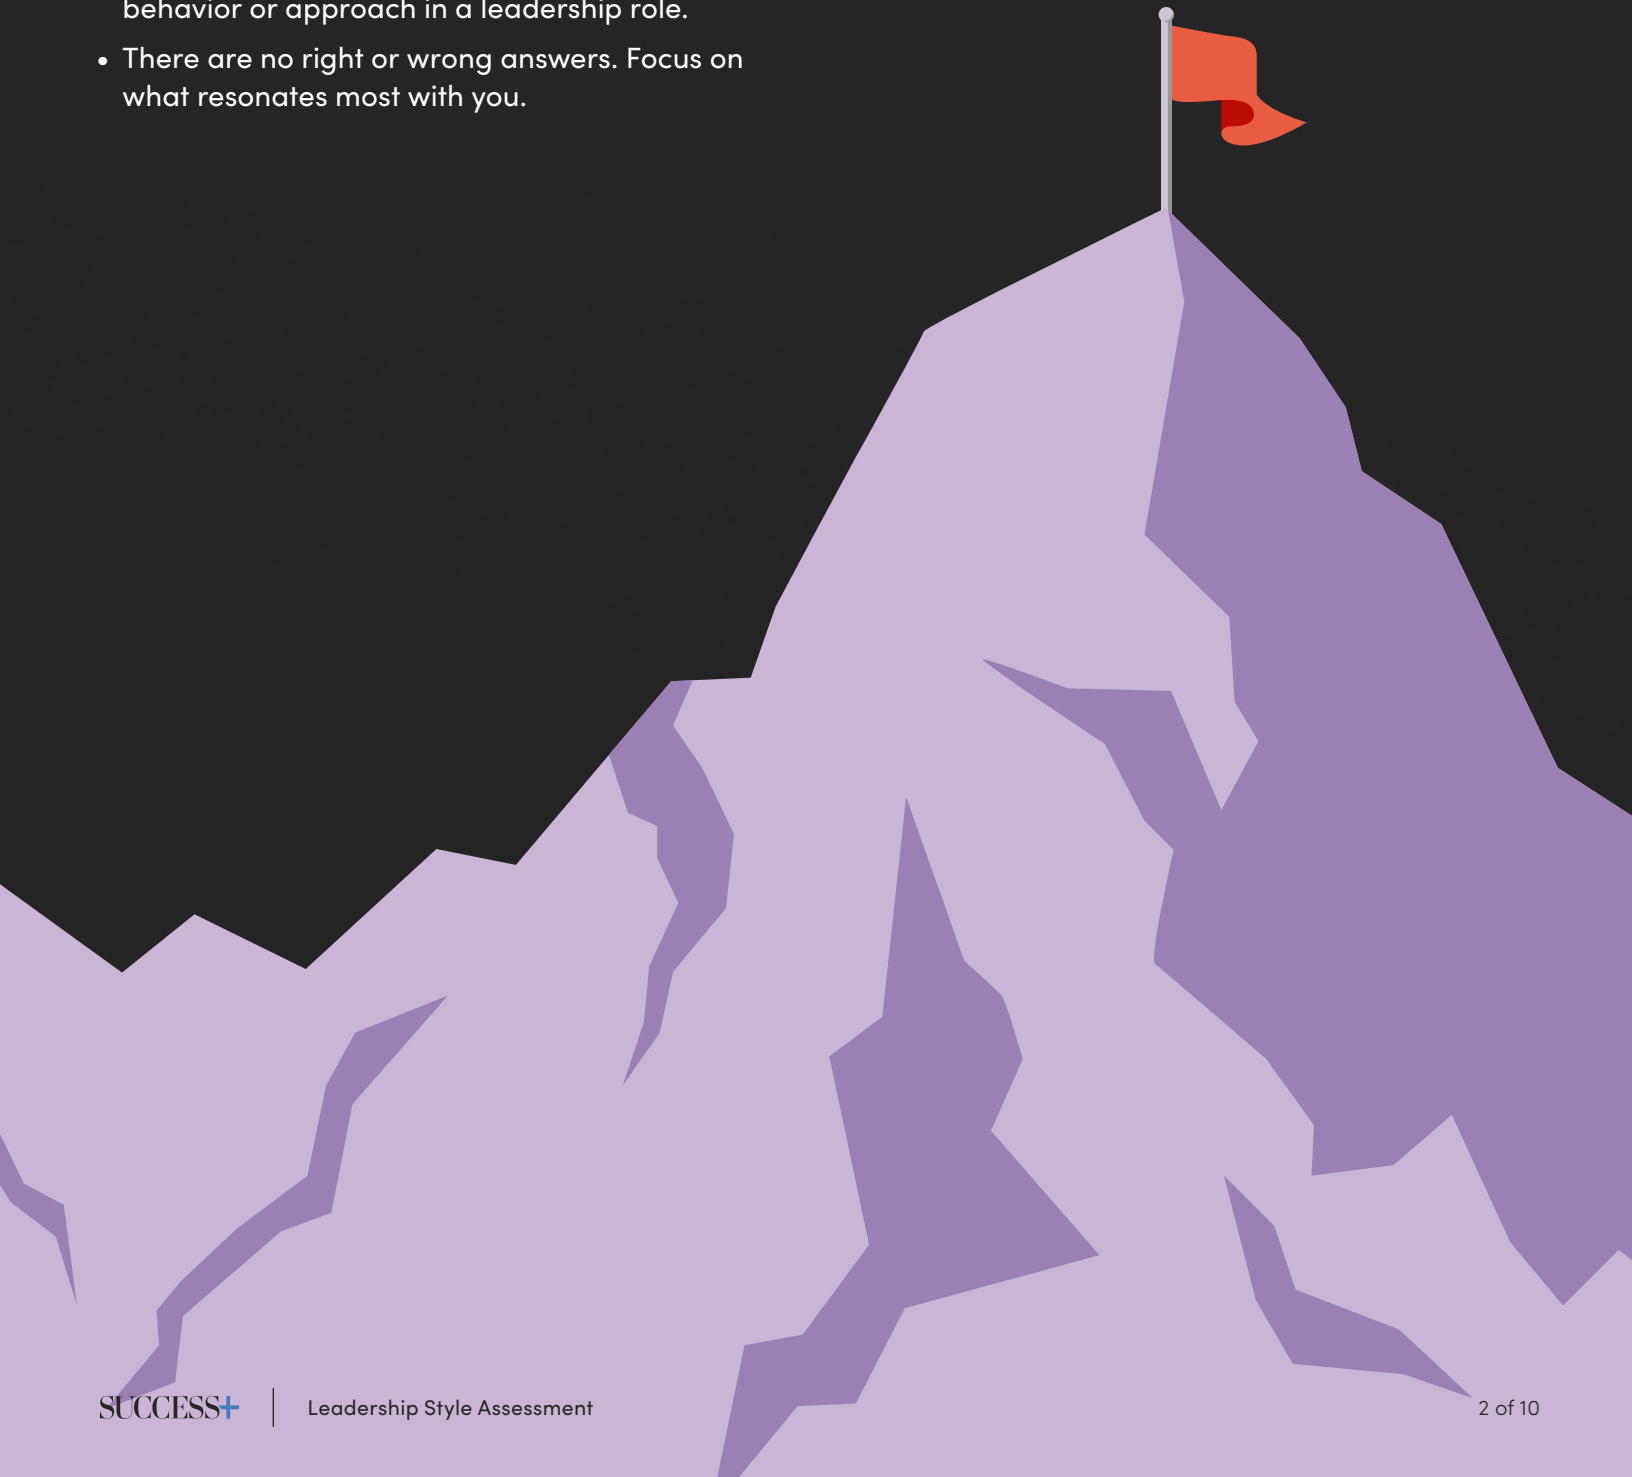 behavior or approach in a leadership role.
• There are no right or wrong answers. Focus on
what resonates most with you.
SUCCESS+ | Leadership Style Assessment
2 of 10